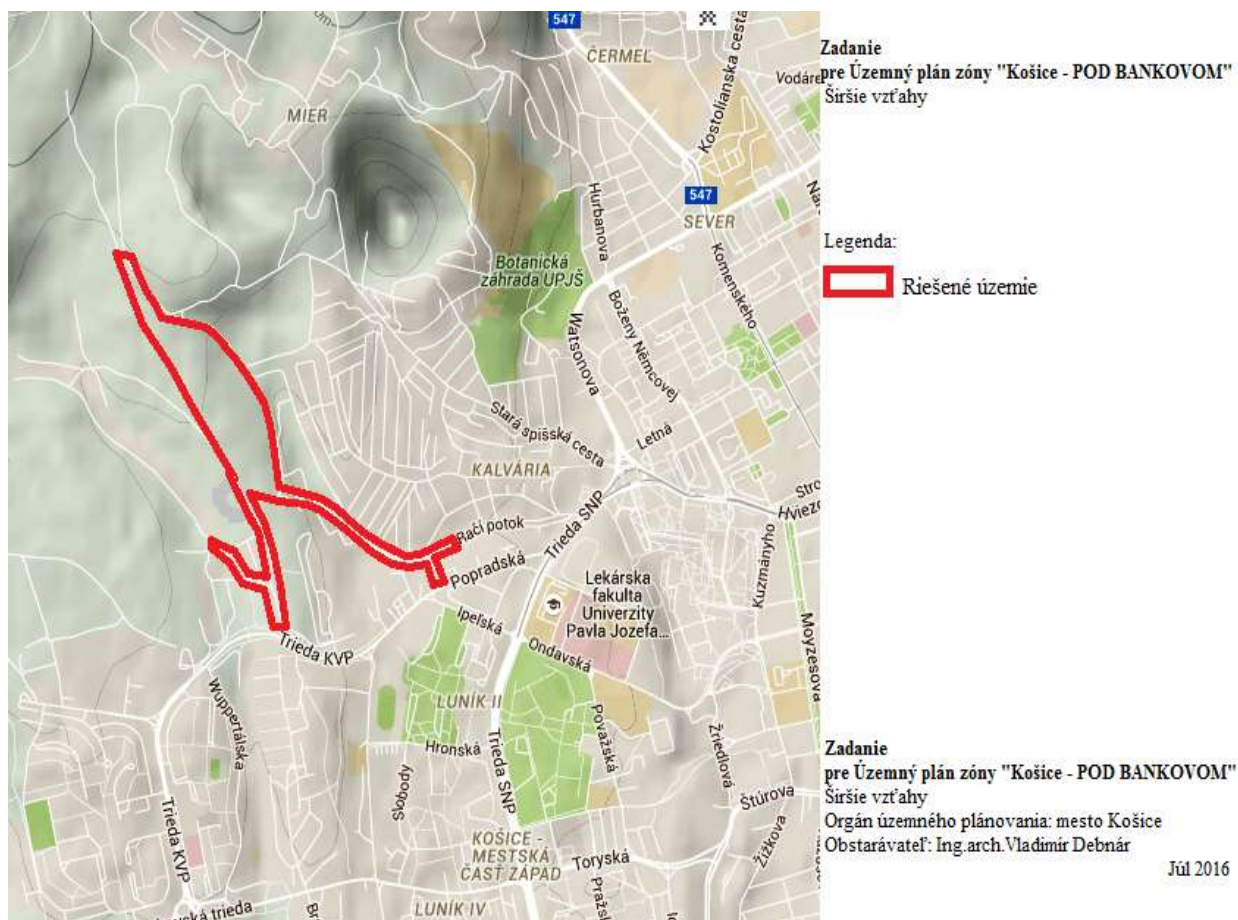 547
ČERMEĽ
Kostolianska cesta
MIER
547
SEVER
Hurbanova
Komenského
Botanická
záhrada UPJŠ
Boženy Němcovej
Watsonova
Letná
Stará spišská cesta
KALVÁRIA
Račí potok
Popradská
Trieda SNP
Kuzmányho
Moyzesova
Lekárska
fakulta
Univerzity
Pavla Jozefa...
Ipeľská
Ondavská
Trieda KVP
LUNÍK II
Wuppertálska
Hronská
Považská
Žriedlová
Slobody
Trieda SNP
Štúrova
Trieda KVP
KOŠICE -
MESTSKÁ
ČASŤ ZÁPAD
Toryská
Žižkova
LUNÍK IV
Zadanie
pre Územný plán zóny "Košice - POD BANKOVOM"
Širšie vzťahy
Legenda:
Riešené územie
Zadanie
pre Územný plán zóny "Košice - POD BANKOVOM"
Širšie vzťahy
Orgán územného plánovania: mesto Košice
Obstarávateľ: Ing.arch.Vladimír Debnár
Júl 2016